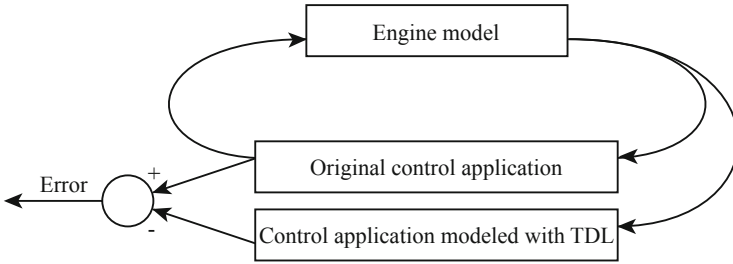 Engine model
Original control application
+
Error
-
Control application modeled with TDL